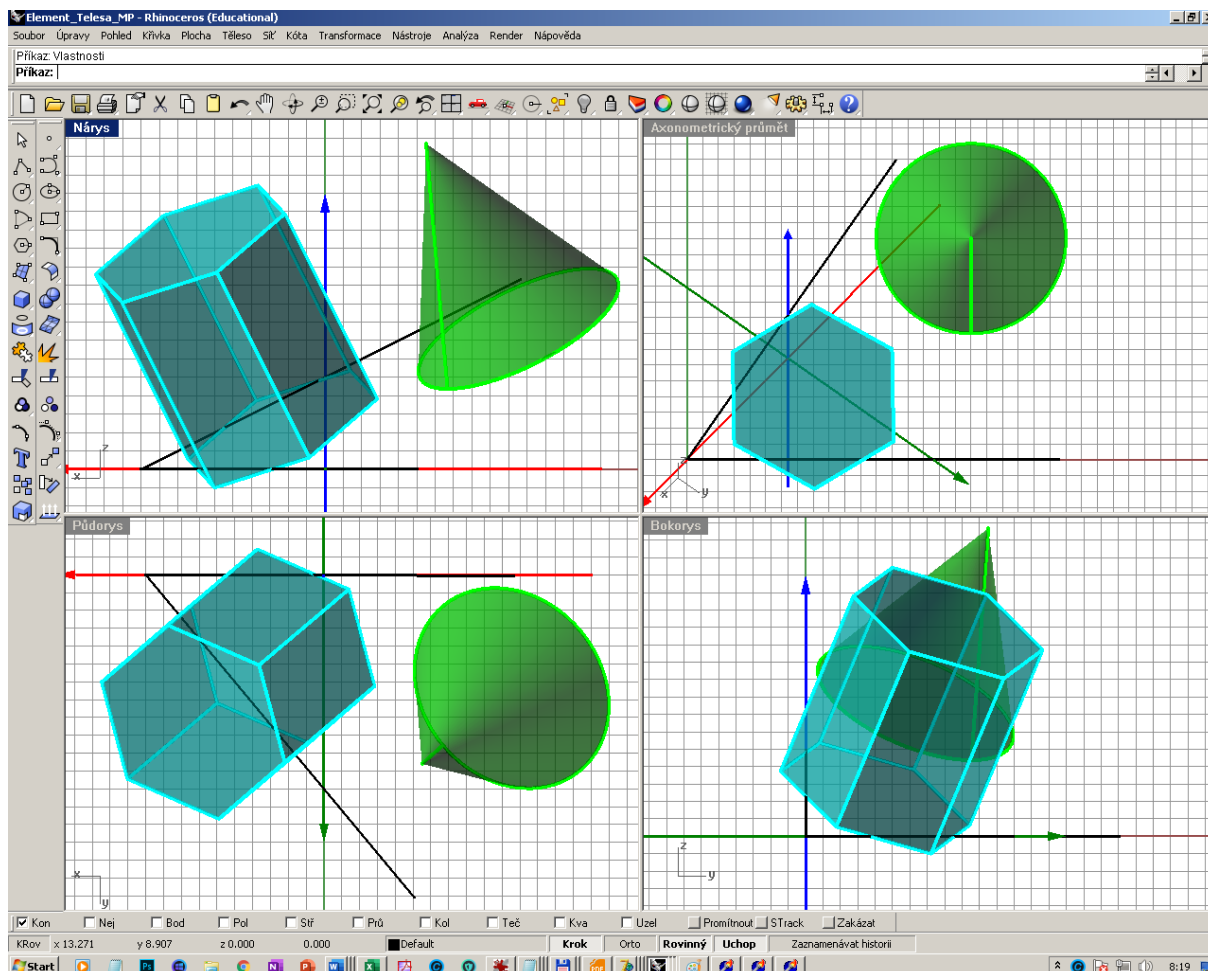 Element_Telesa_MP - Rhinoceros (Educational)
Soubor Úpravy Pohled Křivka Plocha Těleso Síť Kóta Transformace Nástroje Analýza Render Nápověda
Příkaz: Vlastnosti
Příkaz:
Nárys
Axonometrický průmět
z
x
x
y
Půdorys
Bokorys
x
y
z
y
Kon Nej Bod Pol Stř Prů Kol Teč Kva Uzel Promítnout STrack Zakázat
KRov x 13.271 y 8.907 z 0.000 0.000 Default Krok Orto Rovinný Uchop Zaznamenávat historii
Start 8:19